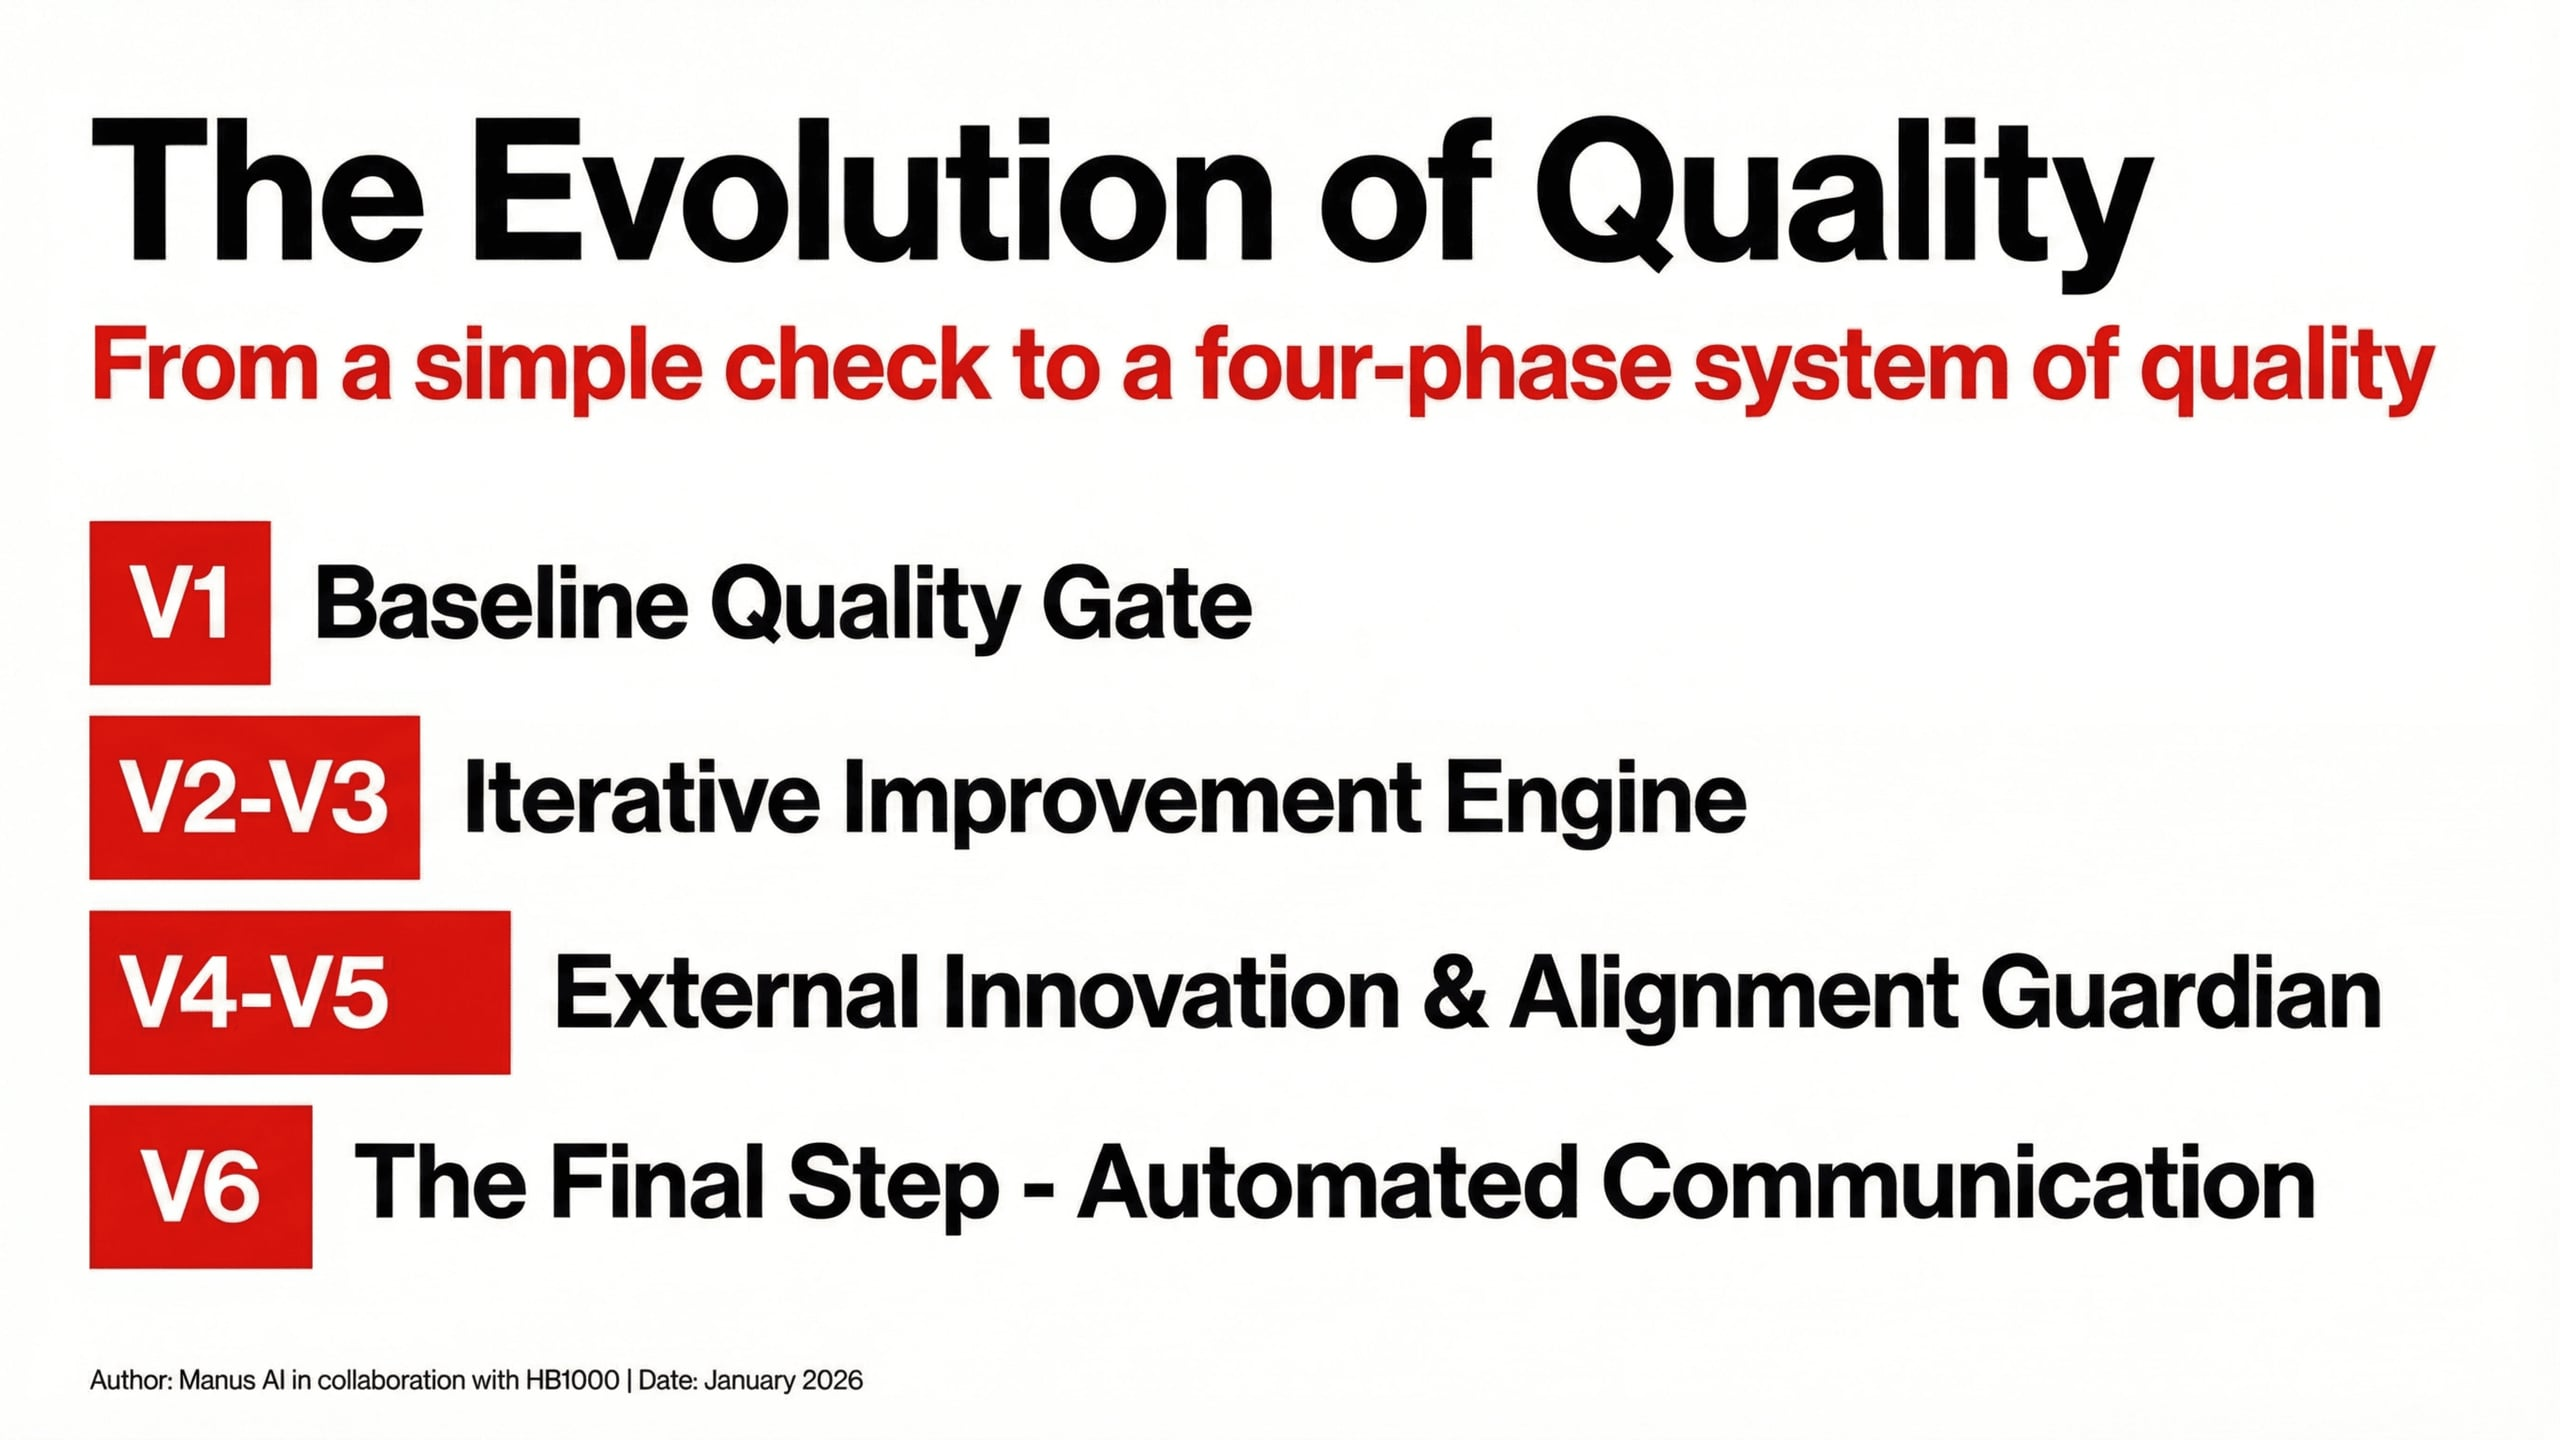 The Evolution of Quality
From a simple check to a four-phase system of quality
V1 Baseline Quality Gate
V2-V3 Iterative Improvement Engine
V4-V5 External Innovation & Alignment Guardian
V6 The Final Step - Automated Communication
Author: Manus AI in collaboration with HB1000 | Date: January 2026